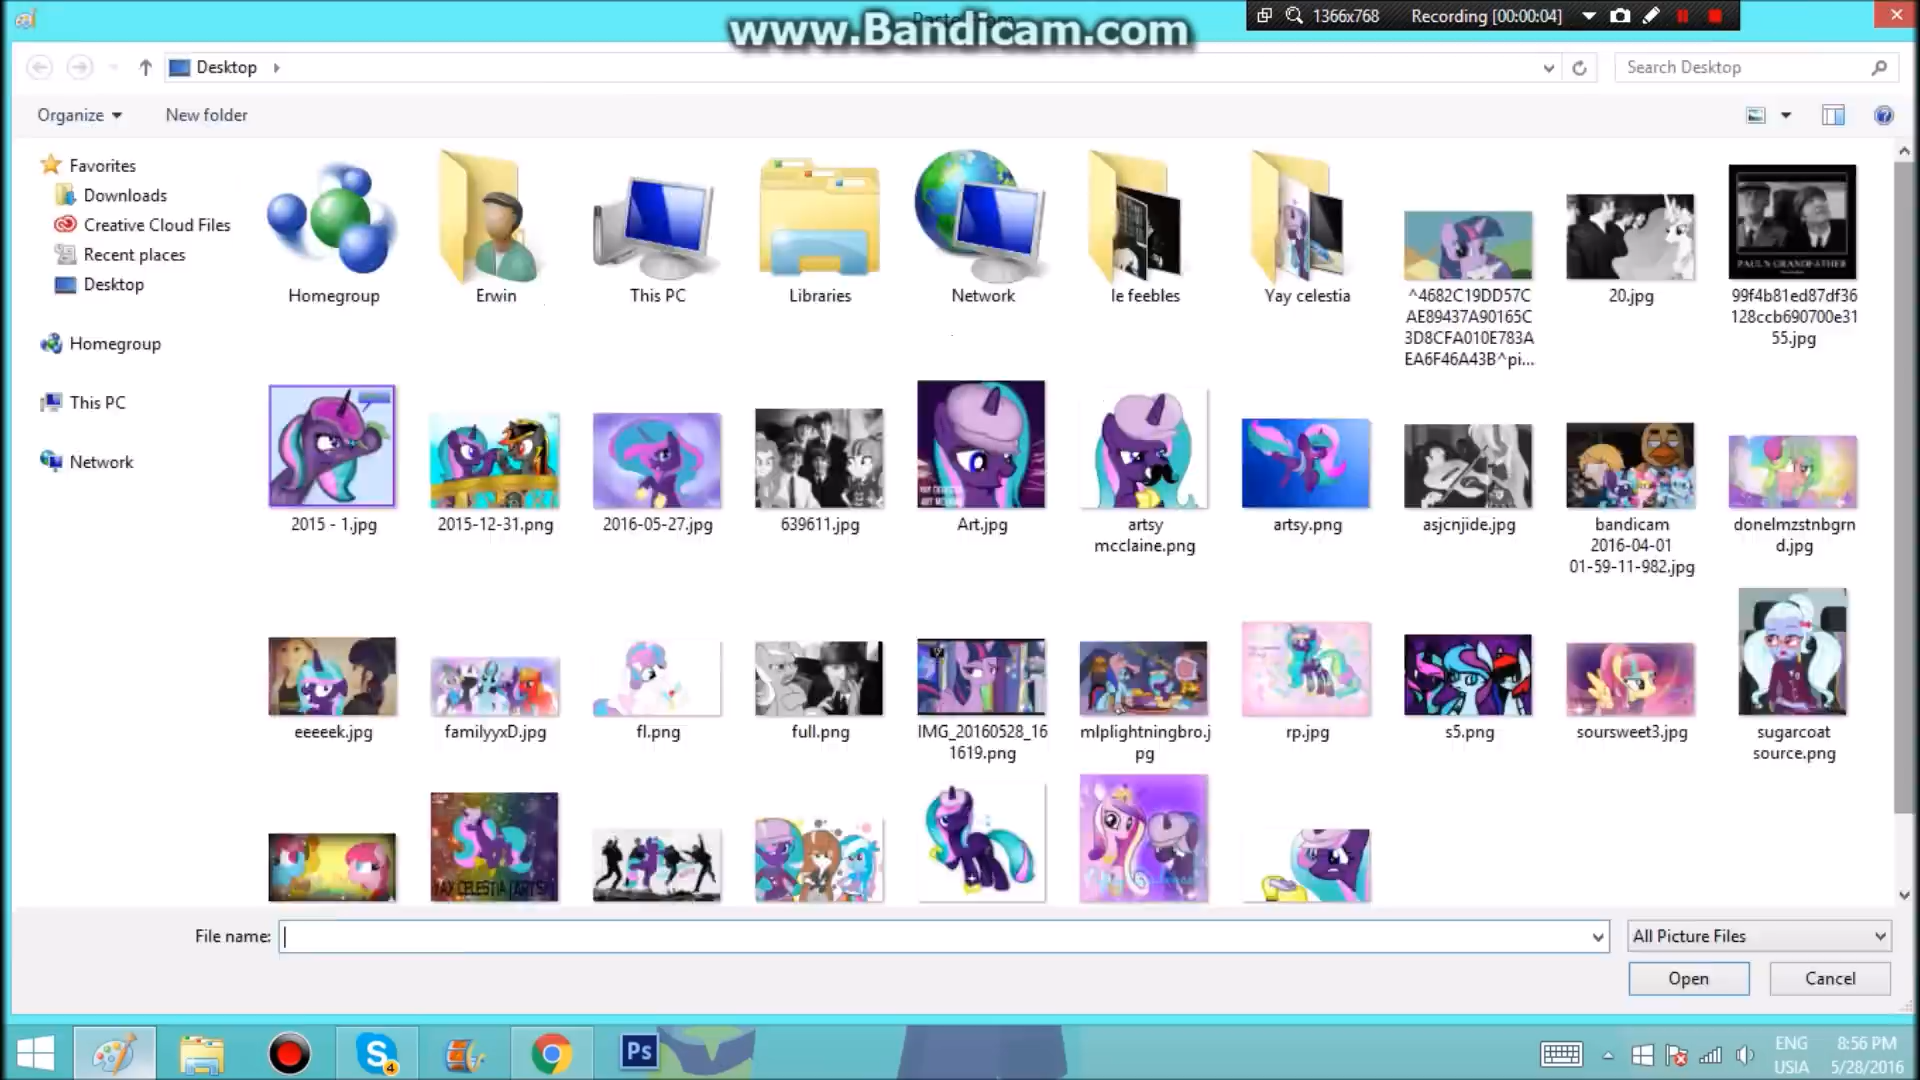 www.Bandicam.com
1366x768
Recording [00:00:04]
Desktop
Search Desktop
Organize
New folder
Favorites
Downloads
Creative Cloud Files
Recent places
Desktop
Homegroup
This PC
Network
Homegroup
Erwin
This PC
Libraries
Network
le feebles
Yay celestia
^4682C19DD57C
AE89437A90165C
3D8CFA010E783A
EA6F46A43B^pi...
20.jpg
PAUL'S GRANDFATHER
99f4b81ed87df36
128ccb690700e31
55.jpg
2015 - 1.jpg
2015-12-31.png
2016-05-27.jpg
639611.jpg
Art.jpg
artsy
mcclaine.png
artsy.png
asjcnjide.jpg
bandicam
2016-04-01
01-59-11-982.jpg
donelmzstnbgrn
d.jpg
eeeeek.jpg
familyyxD.jpg
fl.png
full.png
IMG_20160528_16
1619.png
mlplightningbro.j
pg
rp.jpg
s5.png
soursweet3.jpg
sugarcoat
source.png
YAY CELESTIA
File name:
All Picture Files
Open
Cancel
S
4
Ps
ENG
USIA
8:56 PM
5/28/2016